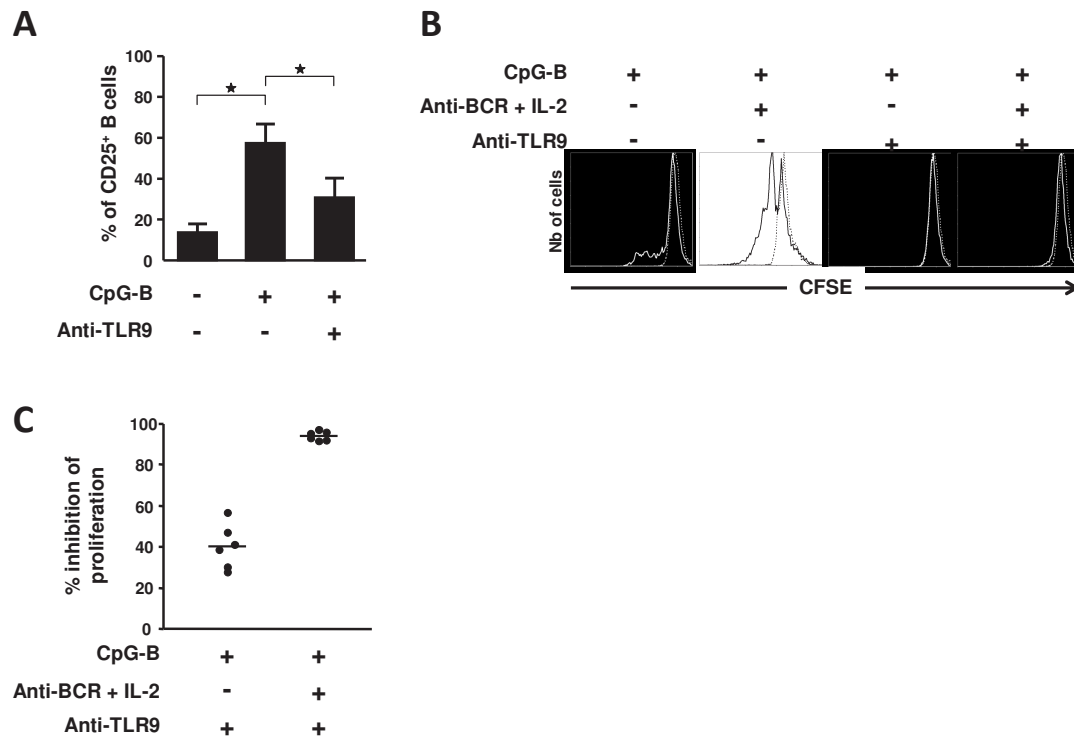 A
% of CD25+ B cells
100
80
60
40
20
0
★
★
CpG-B - + +
Anti-TLR9 - - +
B
CpG-B + + + +
Anti-BCR + IL-2 - + - +
Anti-TLR9 - - + +
Nb of cells
CFSE
C
% inhibition of
proliferation
100
80
60
40
20
0
CpG-B + +
Anti-BCR + IL-2 - +
Anti-TLR9 + +